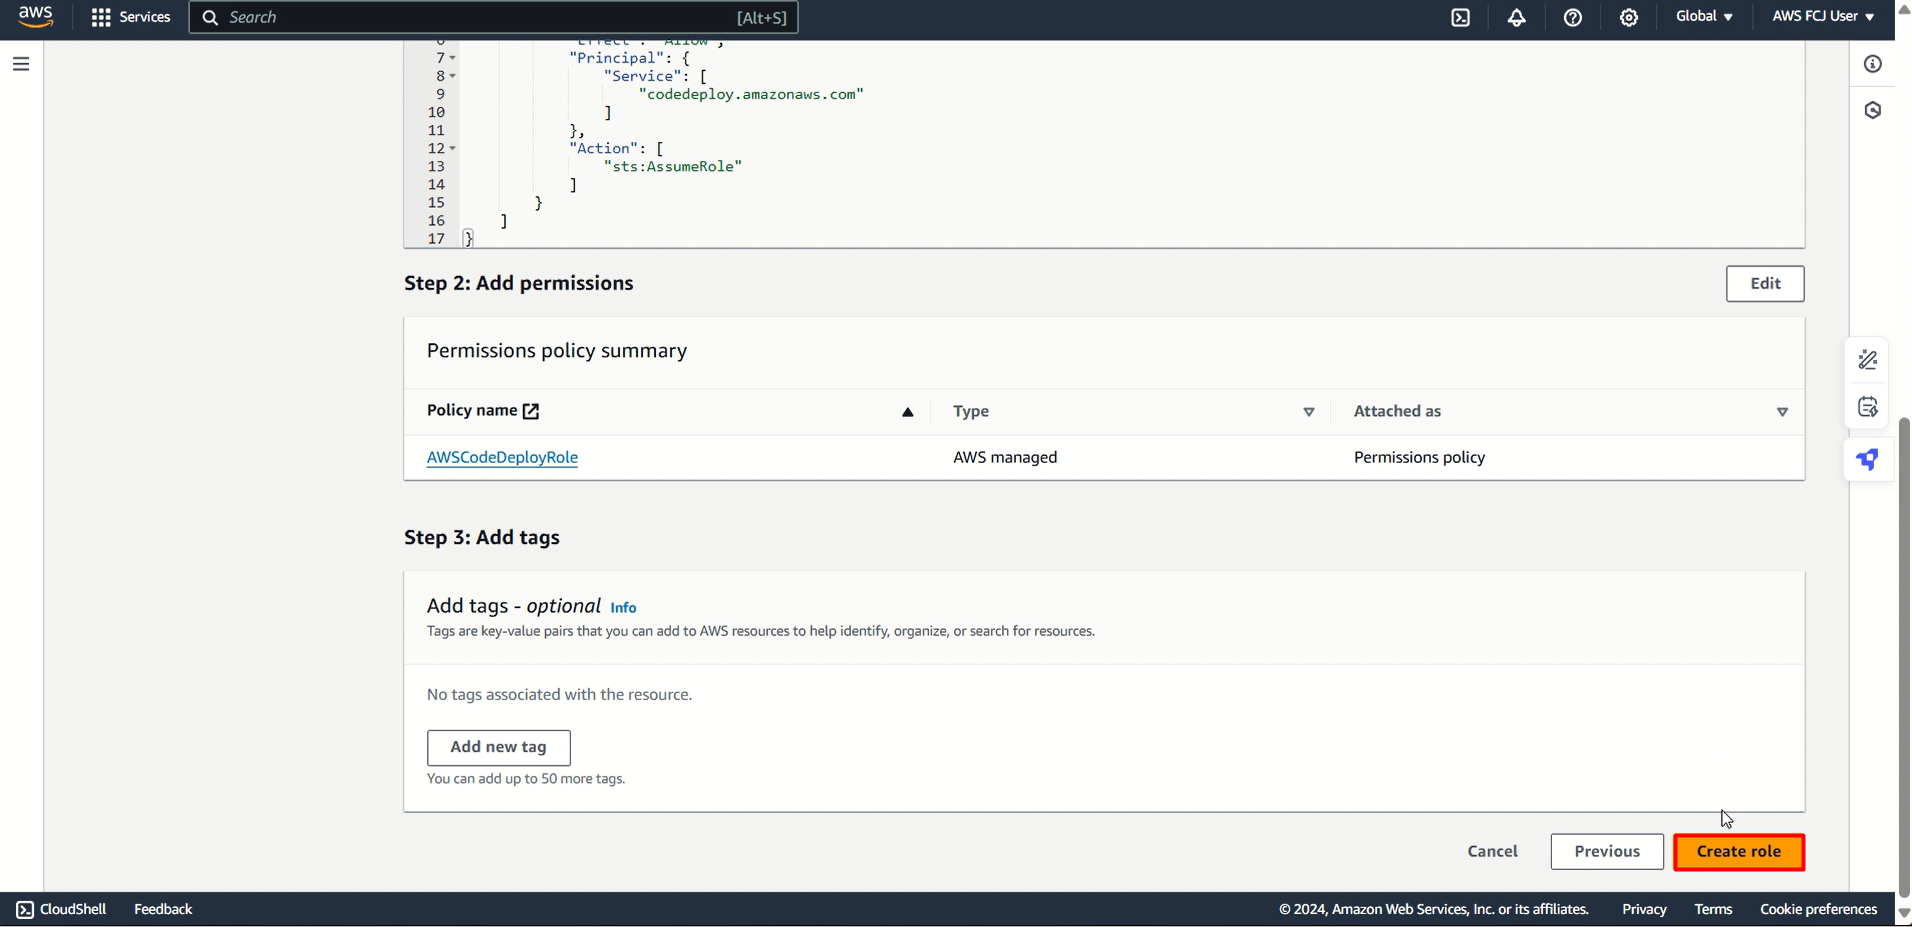 aws
Services
Search
[Alt+S]
Global
AWS FCJ User
6 "Effect": "Allow",
7 "Principal": {
8 "Service": [
9 "codedeploy.amazonaws.com"
10 ]
11 },
12 "Action": [
13 "sts:AssumeRole"
14 ]
15 }
16 ]
17 }
Step 2: Add permissions
Edit
Permissions policy summary
Policy name
Type
Attached as
AWSCodeDeployRole
AWS managed
Permissions policy
Step 3: Add tags
Add tags - optional Info
Tags are key-value pairs that you can add to AWS resources to help identify, organize, or search for resources.
No tags associated with the resource.
Add new tag
You can add up to 50 more tags.
Cancel
Previous
Create role
CloudShell
Feedback
© 2024, Amazon Web Services, Inc. or its affiliates.
Privacy
Terms
Cookie preferences